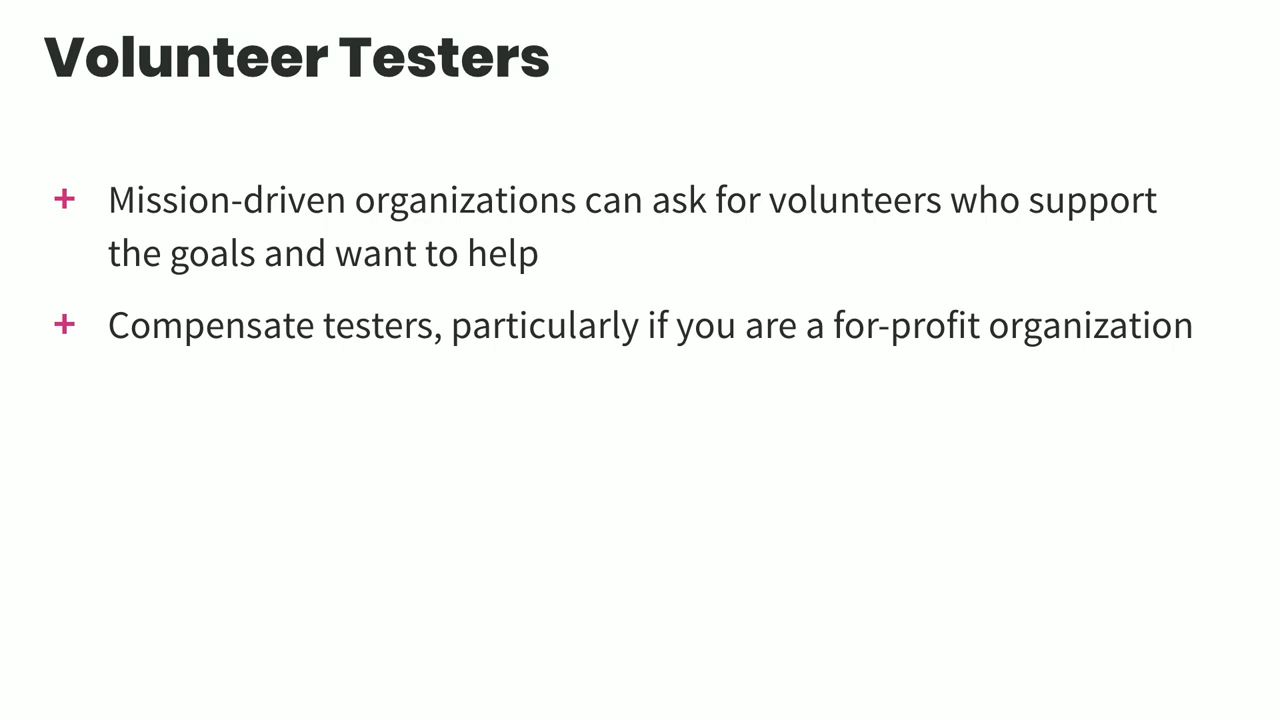 Volunteer Testers
+ Mission-driven organizations can ask for volunteers who support
the goals and want to help
+ Compensate testers, particularly if you are a for-profit organization